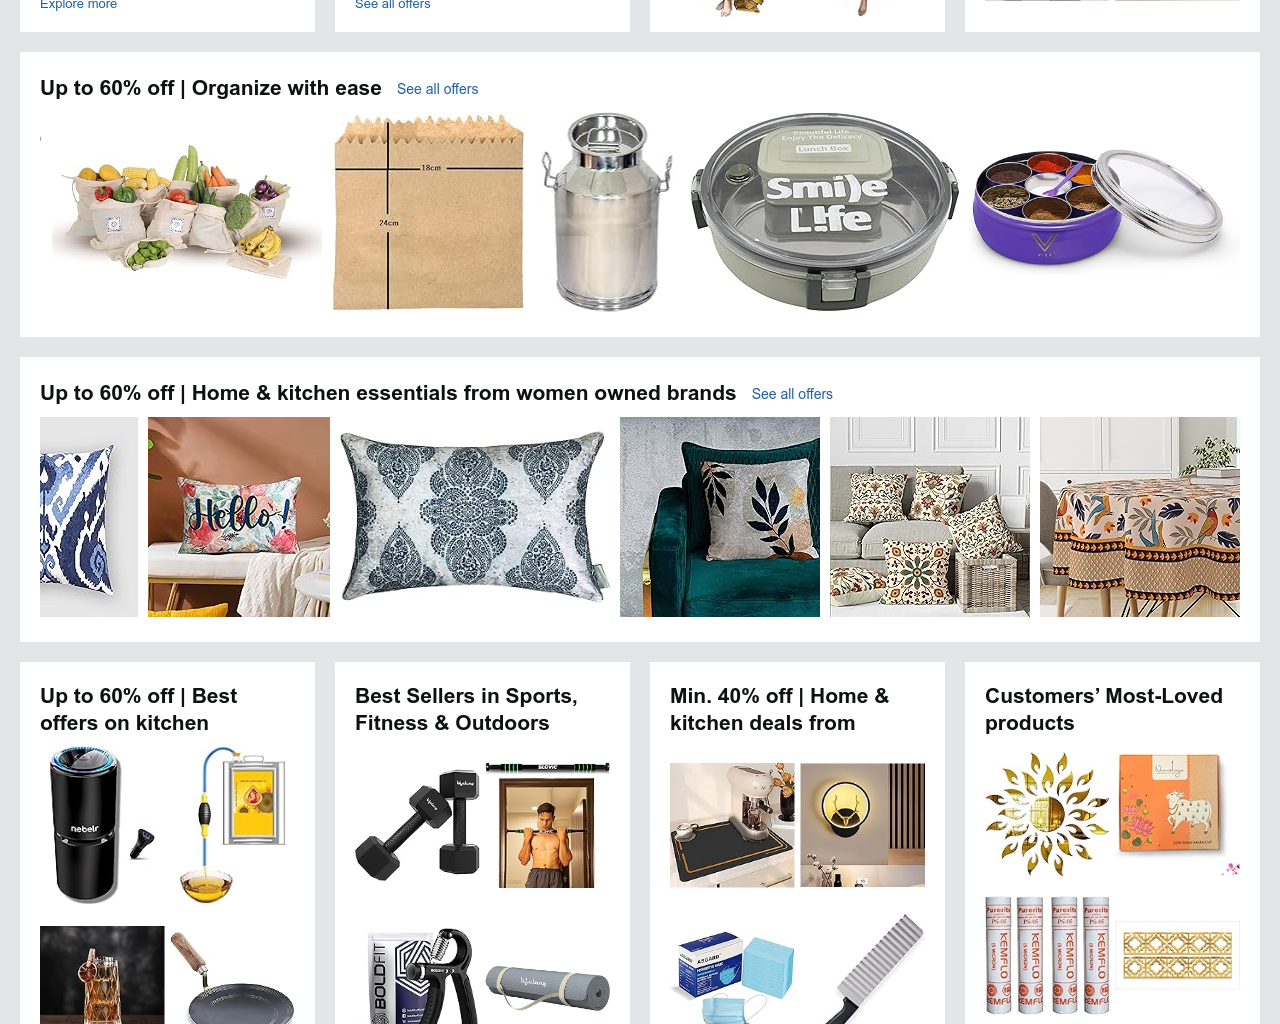 Explore more
See all offers
Up to 60% off | Organize with ease See all offers
18cm
24cm
Beautiful Life
Enjoy The Delicacy
Lunch Box
Smile
Life
Up to 60% off | Home & kitchen essentials from women owned brands See all offers
Hello!
Up to 60% off | Best
offers on kitchen
Best Sellers in Sports,
Fitness & Outdoors
Min. 40% off | Home &
kitchen deals from
Customers’ Most-Loved
products
nebelr
BOLDFIT
KEMFLO
KEMFLO
KEMFLO
KEMFLO